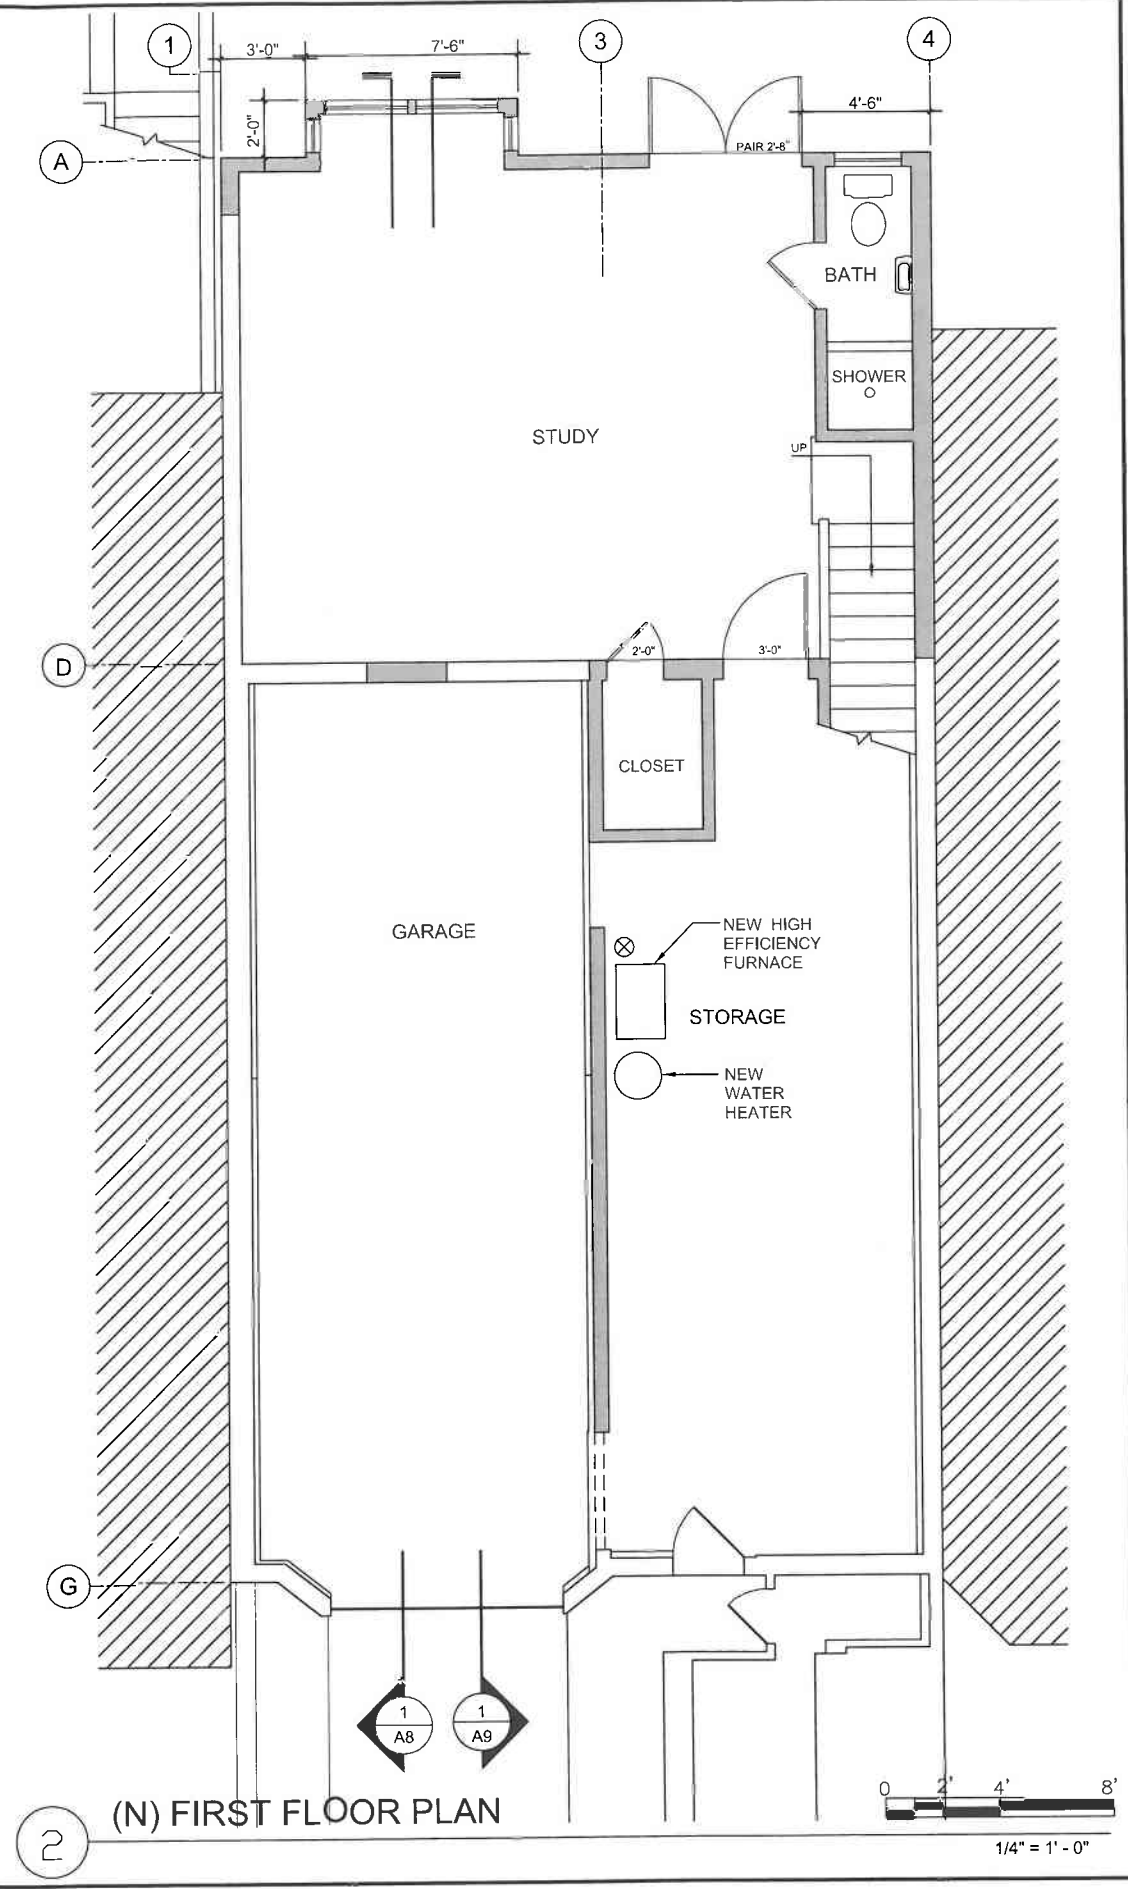 1
3'-0"
7'-6"
3
4
4'-6"
2'-0"
A
PAIR 2'-8"
BATH
SHOWER
STUDY
UP
D
2'-0"
3'-0"
CLOSET
GARAGE
NEW HIGH
EFFICIENCY
FURNACE
STORAGE
NEW
WATER
HEATER
G
1
A8
1
A9
0 2' 4' 8'
(N) FIRST FLOOR PLAN
2
1/4" = 1' - 0"